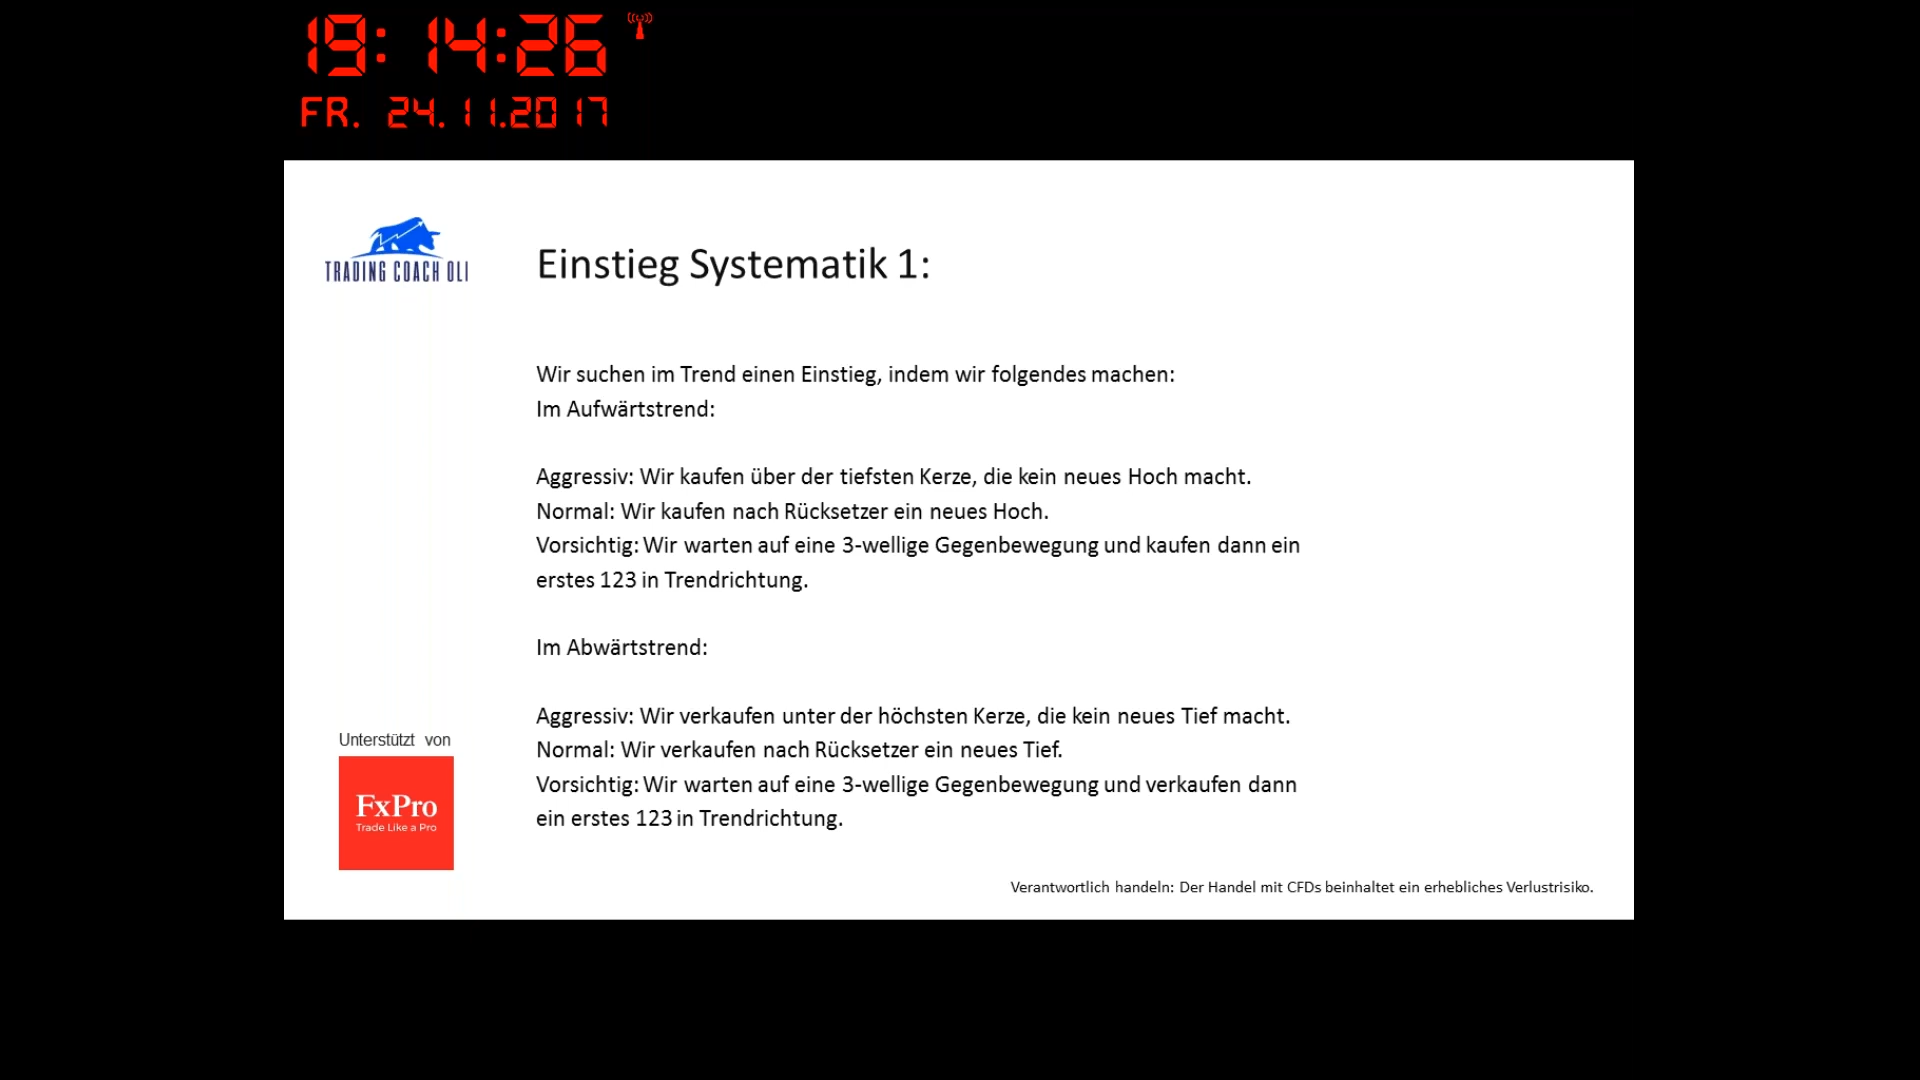 19:14:26
FR. 24.11.2017
TRADING COACH OLI
Einstieg Systematik 1:
Wir suchen im Trend einen Einstieg, indem wir folgendes machen:
Im Aufwärtstrend:
Aggressiv: Wir kaufen über der tiefsten Kerze, die kein neues Hoch macht.
Normal: Wir kaufen nach Rücksetzer ein neues Hoch.
Vorsichtig: Wir warten auf eine 3-wellige Gegenbewegung und kaufen dann ein
erstes 123 in Trendrichtung.
Im Abwärtstrend:
Aggressiv: Wir verkaufen unter der höchsten Kerze, die kein neues Tief macht.
Normal: Wir verkaufen nach Rücksetzer ein neues Tief.
Vorsichtig: Wir warten auf eine 3-wellige Gegenbewegung und verkaufen dann
ein erstes 123 in Trendrichtung.
Unterstützt von
FxPro
Trade Like a Pro
Verantwortlich handeln: Der Handel mit CFDs beinhaltet ein erhebliches Verlustrisiko.